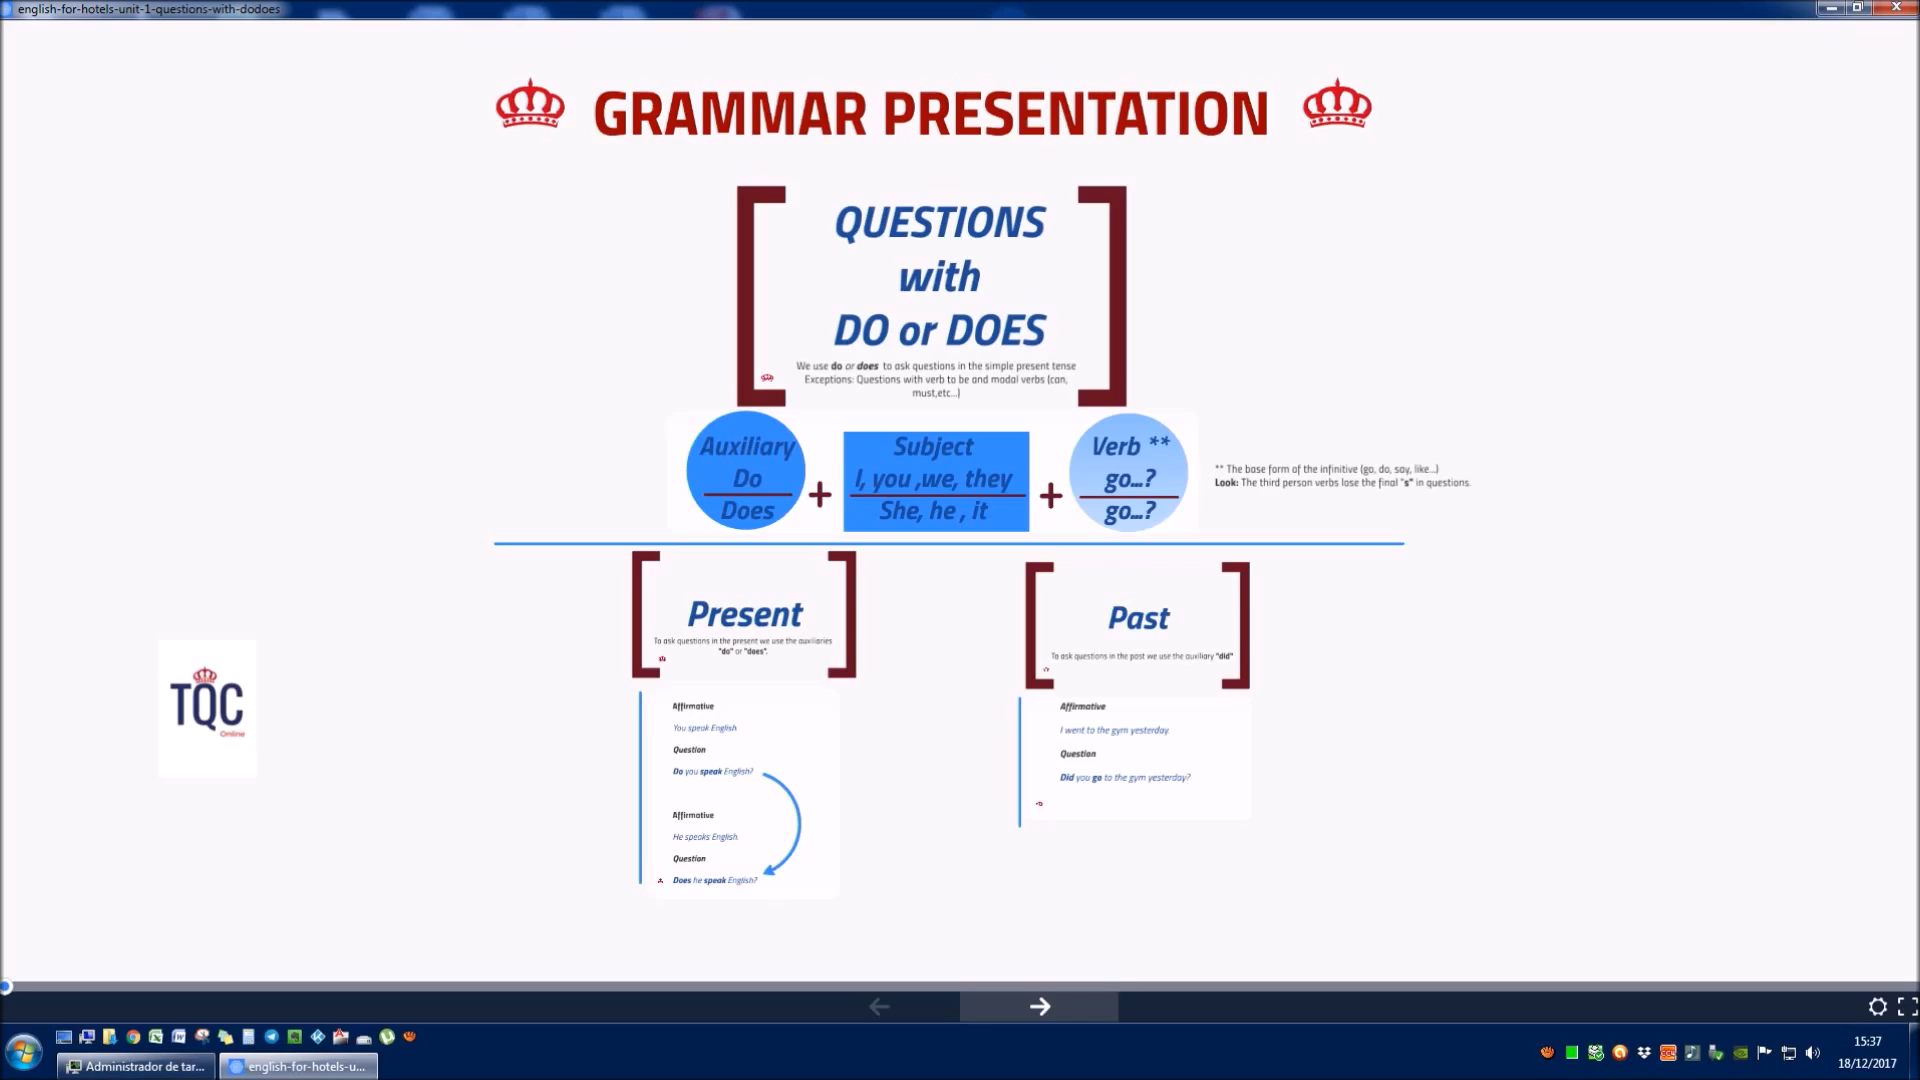 english-for-hotels-unit-1-questions-with-dodoes
GRAMMAR PRESENTATION
QUESTIONS
with
DO or DOES
We use do or does to ask questions in the simple present tense
Exceptions: Questions with verb to be and modal verbs (can,
must,etc...)
Auxiliary
Do
Does
+
Subject
I, you ,we, they
She, he , it
+
Verb **
go...?
go...?
** The base form of the infinitive (go, do, say, like...)
Look: The third person verbs lose the final "s" in questions.
Present
To ask questions in the present we use the auxiliaries
"do" or "does".
Affirmative
You speak English
Question
Do you speak English?
Affirmative
He speaks English.
Question
Does he speak English?
Past
To ask questions in the past we use the auxiliary "did"
Affirmative
I went to the gym yesterday
Question
Did you go to the gym yesterday?
TQC
Online
Administrador de tar...
english-for-hotels-u...
15:37
18/12/2017